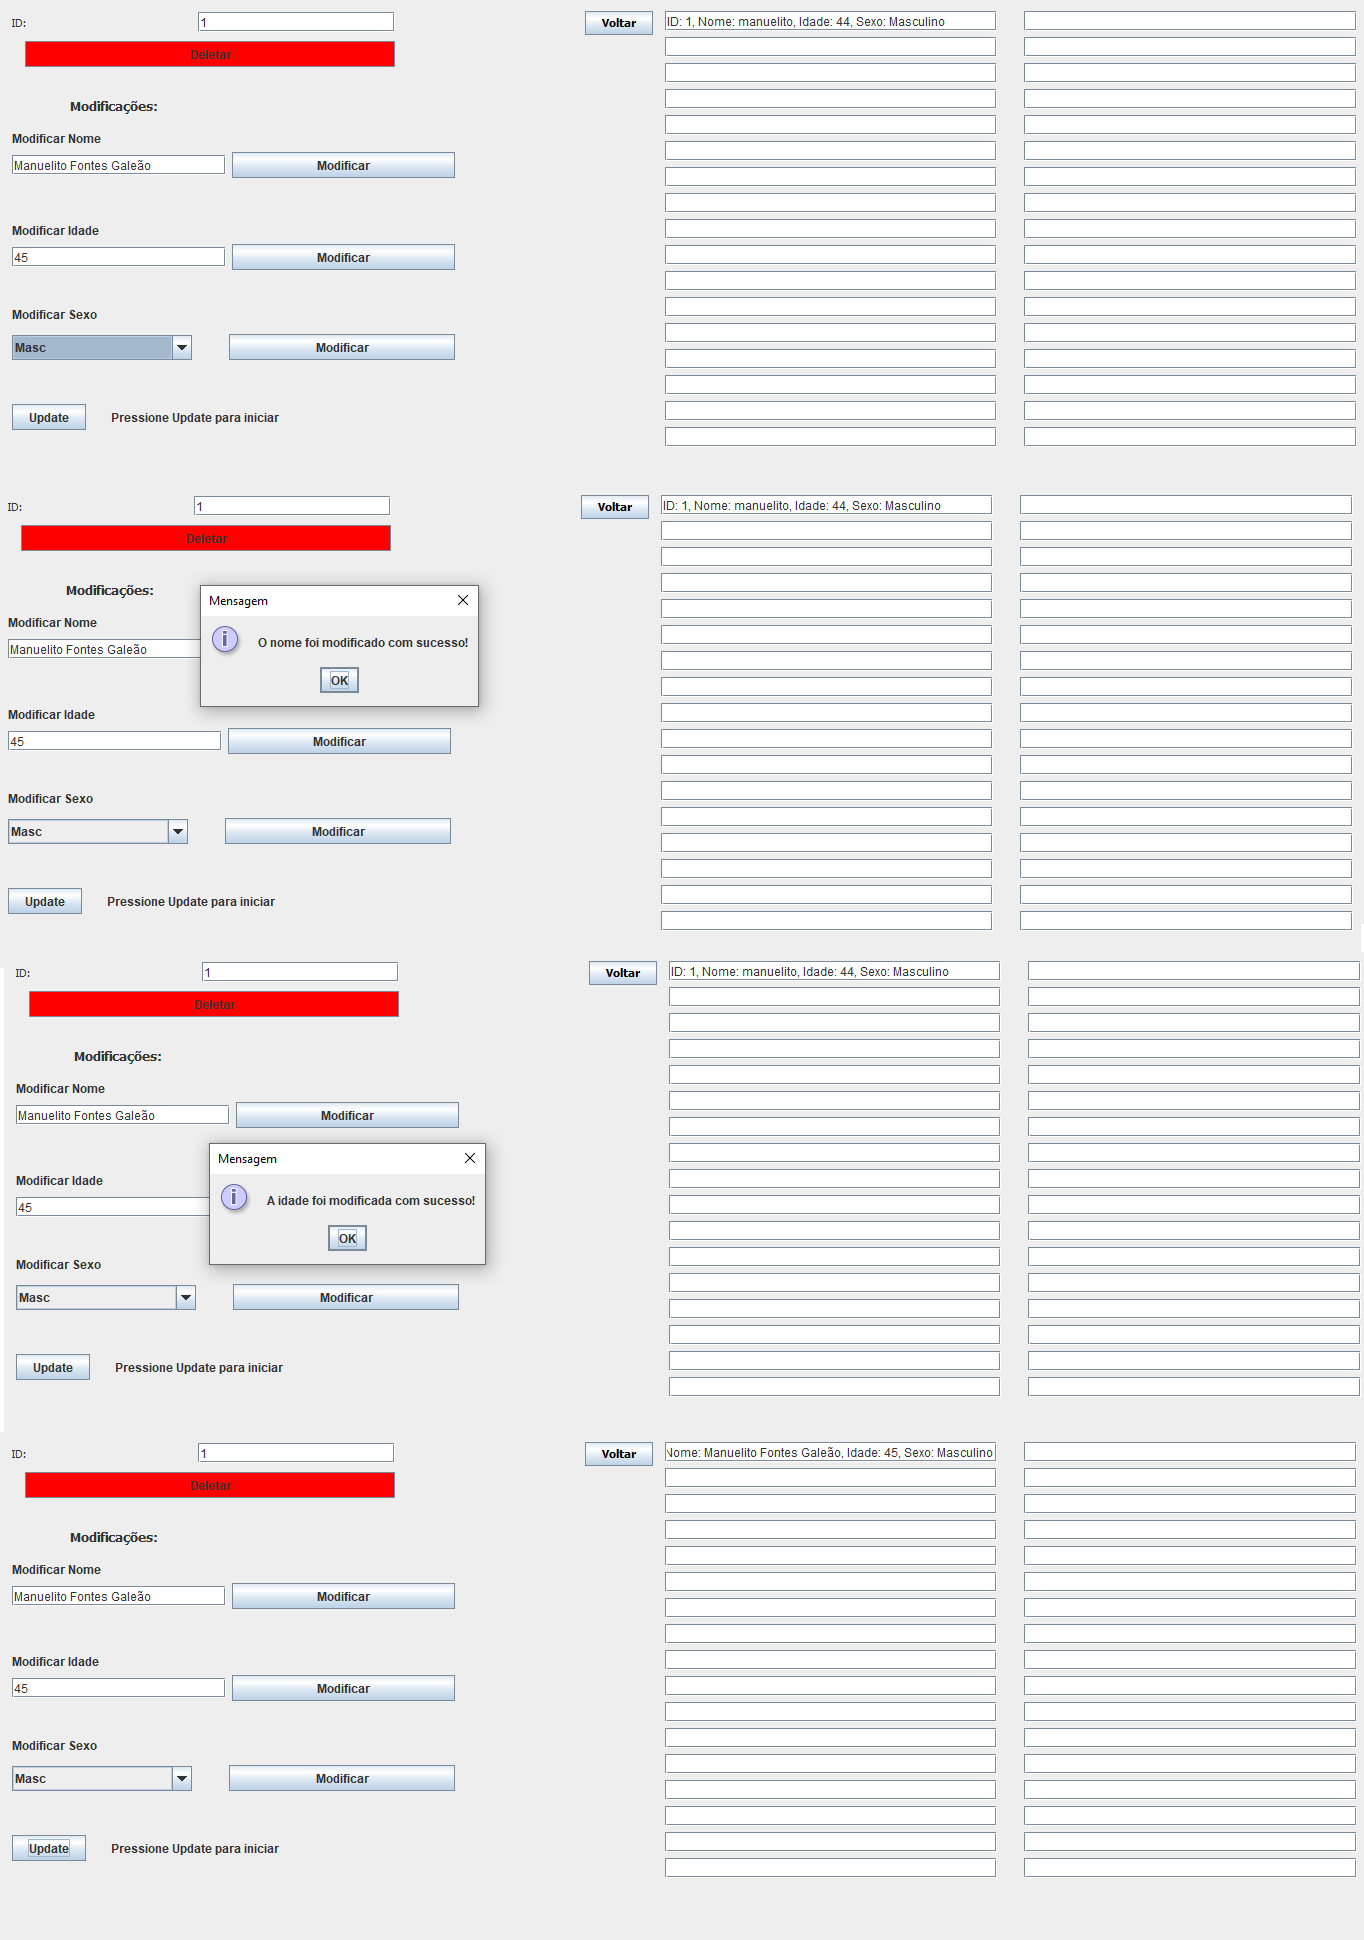 ID: 1 Voltar ID: 1, Nome: manuelito, Idade: 44, Sexo: Masculino
Deletar
Modificações:
Modificar Nome
Manuelito Fontes Galeão Modificar
Modificar Idade
45 Modificar
Modificar Sexo
Masc Modificar
Update Pressione Update para iniciar
ID: 1 Voltar ID: 1, Nome: manuelito, Idade: 44, Sexo: Masculino
Deletar
Modificações:
Mensagem
Modificar Nome
O nome foi modificado com sucesso!
Manuelito Fontes Galeão
OK
Modificar Idade
45 Modificar
Modificar Sexo
Masc Modificar
Update Pressione Update para iniciar
ID: 1 Voltar ID: 1, Nome: manuelito, Idade: 44, Sexo: Masculino
Deletar
Modificações:
Modificar Nome
Manuelito Fontes Galeão Modificar
Mensagem
Modificar Idade
A idade foi modificada com sucesso!
45
OK
Modificar Sexo
Masc Modificar
Update Pressione Update para iniciar
ID: 1 Voltar Nome: Manuelito Fontes Galeão, Idade: 45, Sexo: Masculino
Deletar
Modificações:
Modificar Nome
Manuelito Fontes Galeão Modificar
Modificar Idade
45 Modificar
Modificar Sexo
Masc Modificar
Update Pressione Update para iniciar